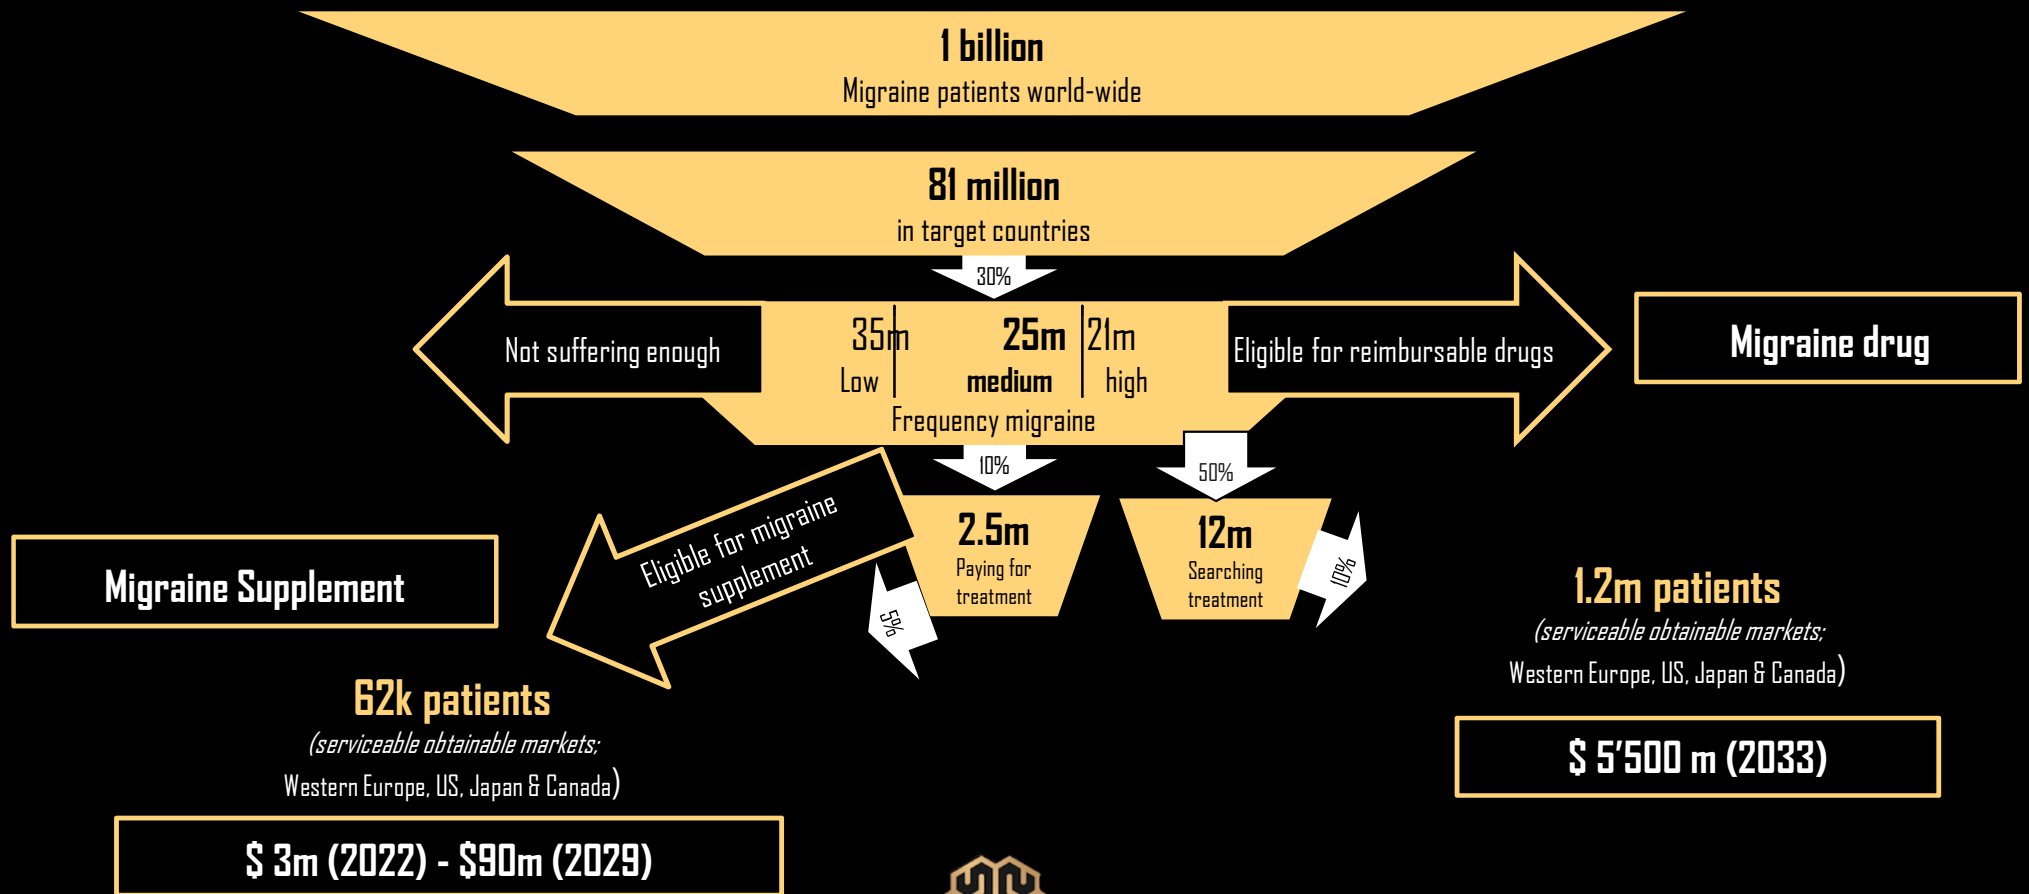 1 billion
Migraine patients world-wide
81 million
in target countries
30%
Not suffering enough
35m
25m
21m
Low
medium
high
Frequency migraine
Eligible for reimbursable drugs
Migraine drug
10%
50%
Eligible for migraine
supplement
2.5m
Paying for
treatment
5%
12m
Searching
treatment
10%
Migraine Supplement
62k patients
(serviceable obtainable markets;
Western Europe, US, Japan & Canada)
$ 3m (2022) - $90m (2029)
1.2m patients
(serviceable obtainable markets;
Western Europe, US, Japan & Canada)
$ 5’500 m (2033)